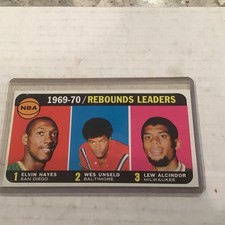 1969-70/ REBOUNDS LEADERS
NBA
1 ELVIN HAYES
SAN DIEGO
2 WES UNSELD
BALTIMORE
3 LEW ALCINDOR
MILWAUKEE